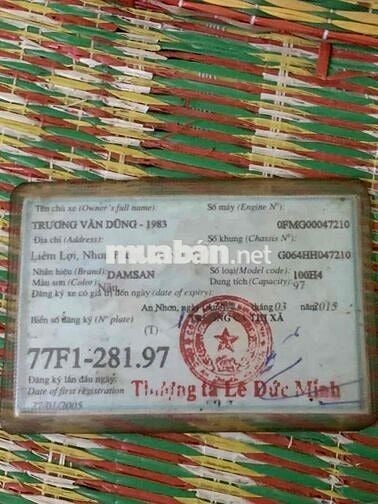 Tên chủ xe (Owner's full name):
Số máy (Engine N°):
TRƯƠNG VĂN DŨNG - 1983
0FMG00047210
Địa chỉ (Address):
Số khung (Chassis N°):
Liêm Lợi, Nhơn
G064HH047210
muaban.net
Nhãn hiệu (Brand):
DAMSAN
Số loại (Model code):
100H4
Màu sơn (Color):
Nâu
Dung tích (Capacity):
97
Đăng ký xe có giá trị đến ngày (date of expiry):
An Nhơn, ngày
tháng 03
năm 2015
Biển số đăng ký (N° plate)
THỊ XÃ
77F1-281.97
Đăng ký lần đầu ngày:
Date of first registration
27/01/2005
Thượng tá Lê Đức Minh